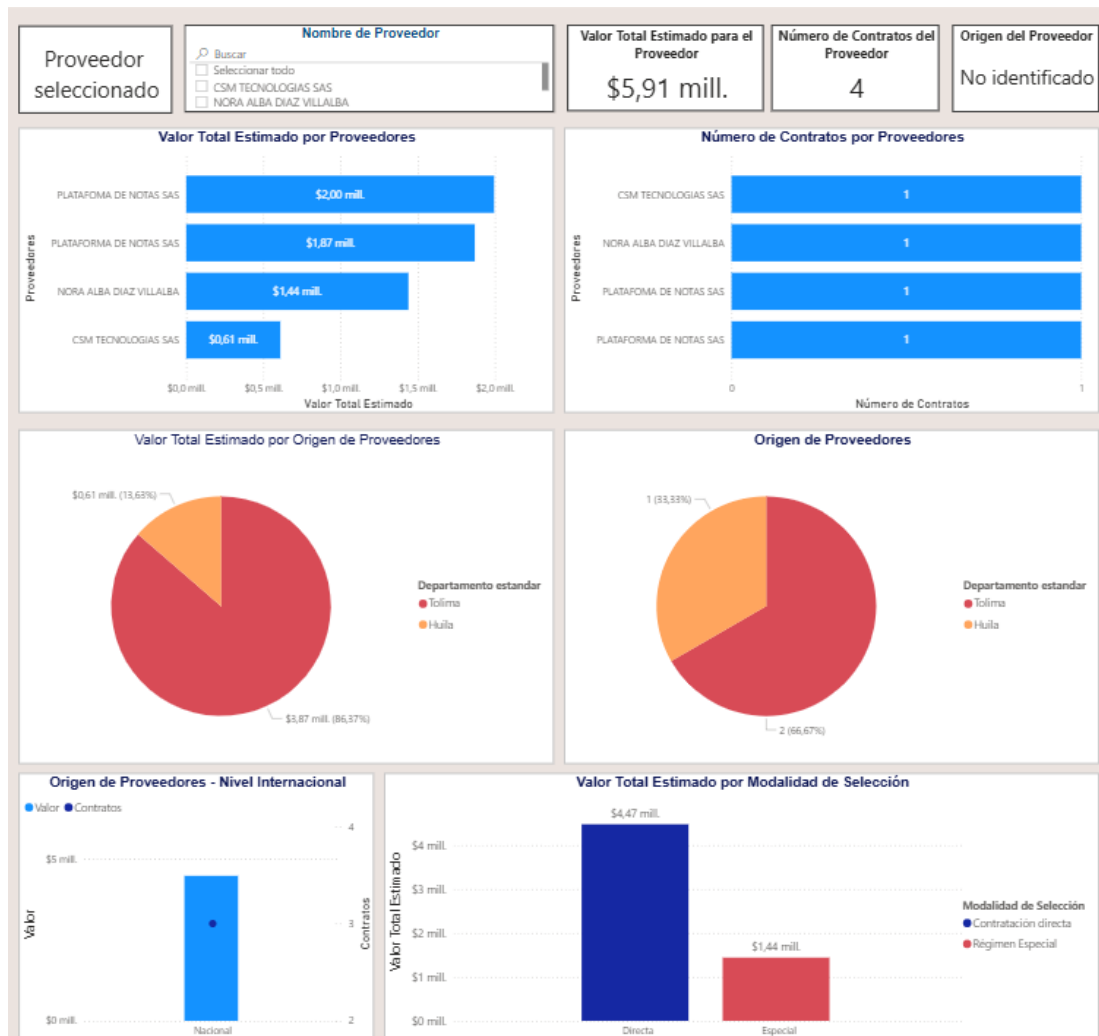 Proveedor
seleccionado
Nombre de Proveedor
Buscar
Seleccionar todo
CSM TECNOLOGIAS SAS
NORA ALBA DIAZ VILLALBA
Valor Total Estimado para el
Proveedor
$5,91 mill.
Número de Contratos del
Proveedor
4
Origen del Proveedor
No identificado
Valor Total Estimado por Proveedores
Proveedores
PLATAFOMA DE NOTAS SAS
$2,00 mill.
PLATAFORMA DE NOTAS SAS
$1,87 mill.
NORA ALBA DIAZ VILLALBA
$1,44 mill.
CSM TECNOLOGIAS SAS
$0,61 mill.
$0,0 mill. $0,5 mill. $1,0 mill. $1,5 mill. $2,0 mill.
Valor Total Estimado
Número de Contratos por Proveedores
Proveedores
CSM TECNOLOGIAS SAS
1
NORA ALBA DIAZ VILLALBA
1
PLATAFOMA DE NOTAS SAS
1
PLATAFORMA DE NOTAS SAS
1
0 1
Número de Contratos
Valor Total Estimado por Origen de Proveedores
$0,61 mill. (13,63%)
$3,87 mill. (86,37%)
Departamento estandar
Tolima
Huila
Origen de Proveedores
1 (33,33%)
2 (66,67%)
Departamento estandar
Tolima
Huila
Origen de Proveedores - Nivel Internacional
Valor Contratos
Valor
$5 mill.
$0 mill.
4
3
2
Contratos
Nacional
Valor Total Estimado por Modalidad de Selección
Valor Total Estimado
$4 mill.
$3 mill.
$2 mill.
$1 mill.
$0 mill.
$4,47 mill.
$1,44 mill.
Directa
Especial
Modalidad de Selección
Contratación directa
Régimen Especial